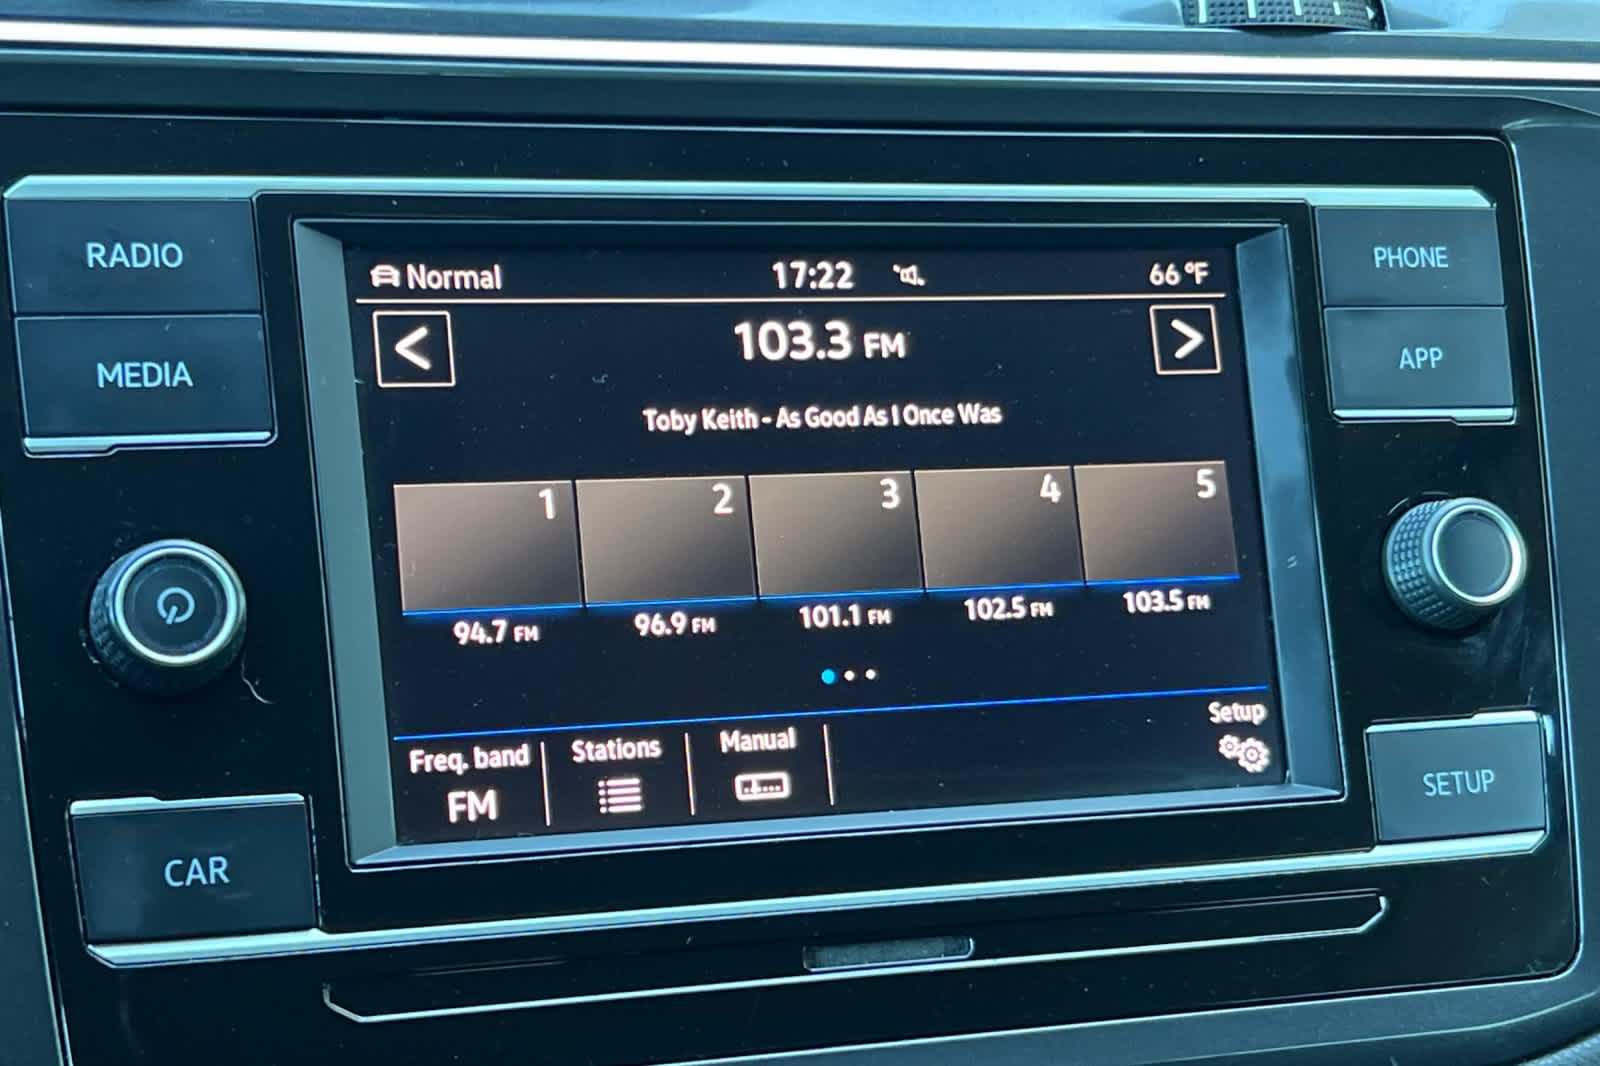 RADIO
MEDIA
CAR
Normal 17:22 66 °F
103.3 FM
Toby Keith - As Good As I Once Was
1 2 3 4 5
94.7 FM 96.9 FM 101.1 FM 102.5 FM 103.5 FM
Freq. band Stations Manual Setup
FM
PHONE
APP
SETUP